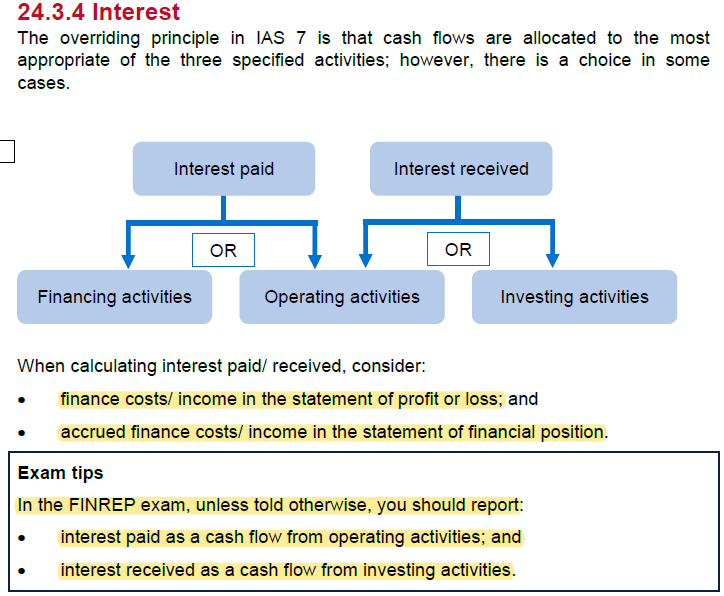 24.3.4 Interest
The overriding principle in IAS 7 is that cash flows are allocated to the most
appropriate of the three specified activities; however, there is a choice in some
cases.
Interest paid
Interest received
OR
OR
Financing activities
Operating activities
Investing activities
When calculating interest paid/ received, consider:
• finance costs/ income in the statement of profit or loss; and
• accrued finance costs/ income in the statement of financial position.
Exam tips
In the FINREP exam, unless told otherwise, you should report:
• interest paid as a cash flow from operating activities; and
• interest received as a cash flow from investing activities.